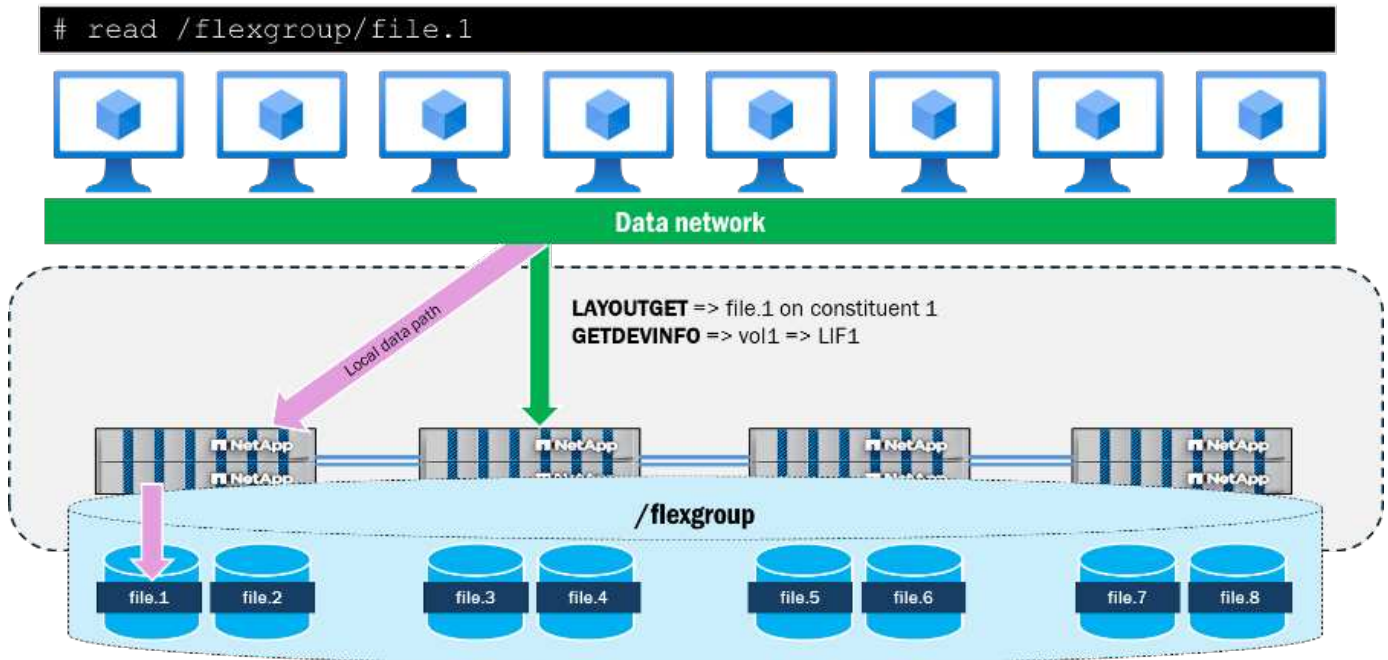 # read /flexgroup/file.1
Data network
Local data path
LAYOUTGET => file.1 on constituent 1
GETDEVINFO => vol1 => LIF1
NetApp
NetApp
NetApp
NetApp
NetApp
NetApp
NetApp
NetApp
/flexgroup
file.1
file.2
file.3
file.4
file.5
file.6
file.7
file.8